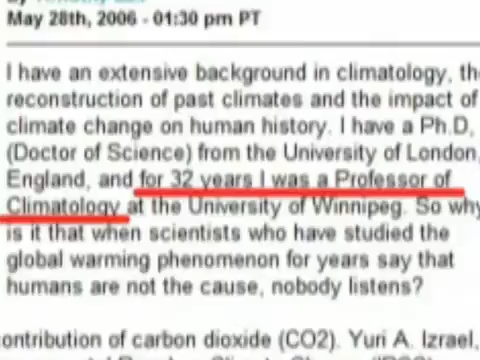 May 28th, 2006 - 01:30 pm PT
I have an extensive background in climatology, the
reconstruction of past climates and the impact of
climate change on human history. I have a Ph.D,
(Doctor of Science) from the University of London,
England, and for 32 years I was a Professor of
Climatology at the University of Winnipeg. So why
is it that when scientists who have studied the
global warming phenomenon for years say that
humans are not the cause, nobody listens?
contribution of carbon dioxide (CO2). Yuri A. Izrael,